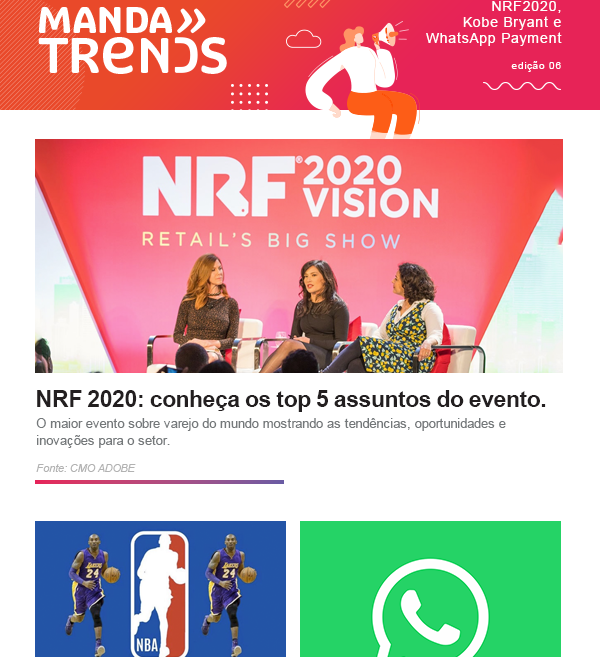 MANDA
TRENDS
NRF2020,
Kobe Bryant e
WhatsApp Payment
edição 06
NRF® 2020
VISION
RETAIL'S BIG SHOW
NRF 2020: conheça os top 5 assuntos do evento.
O maior evento sobre varejo do mundo mostrando as tendências, oportunidades e
inovações para o setor.
Fonte: CMO ADOBE
24
24
NBA